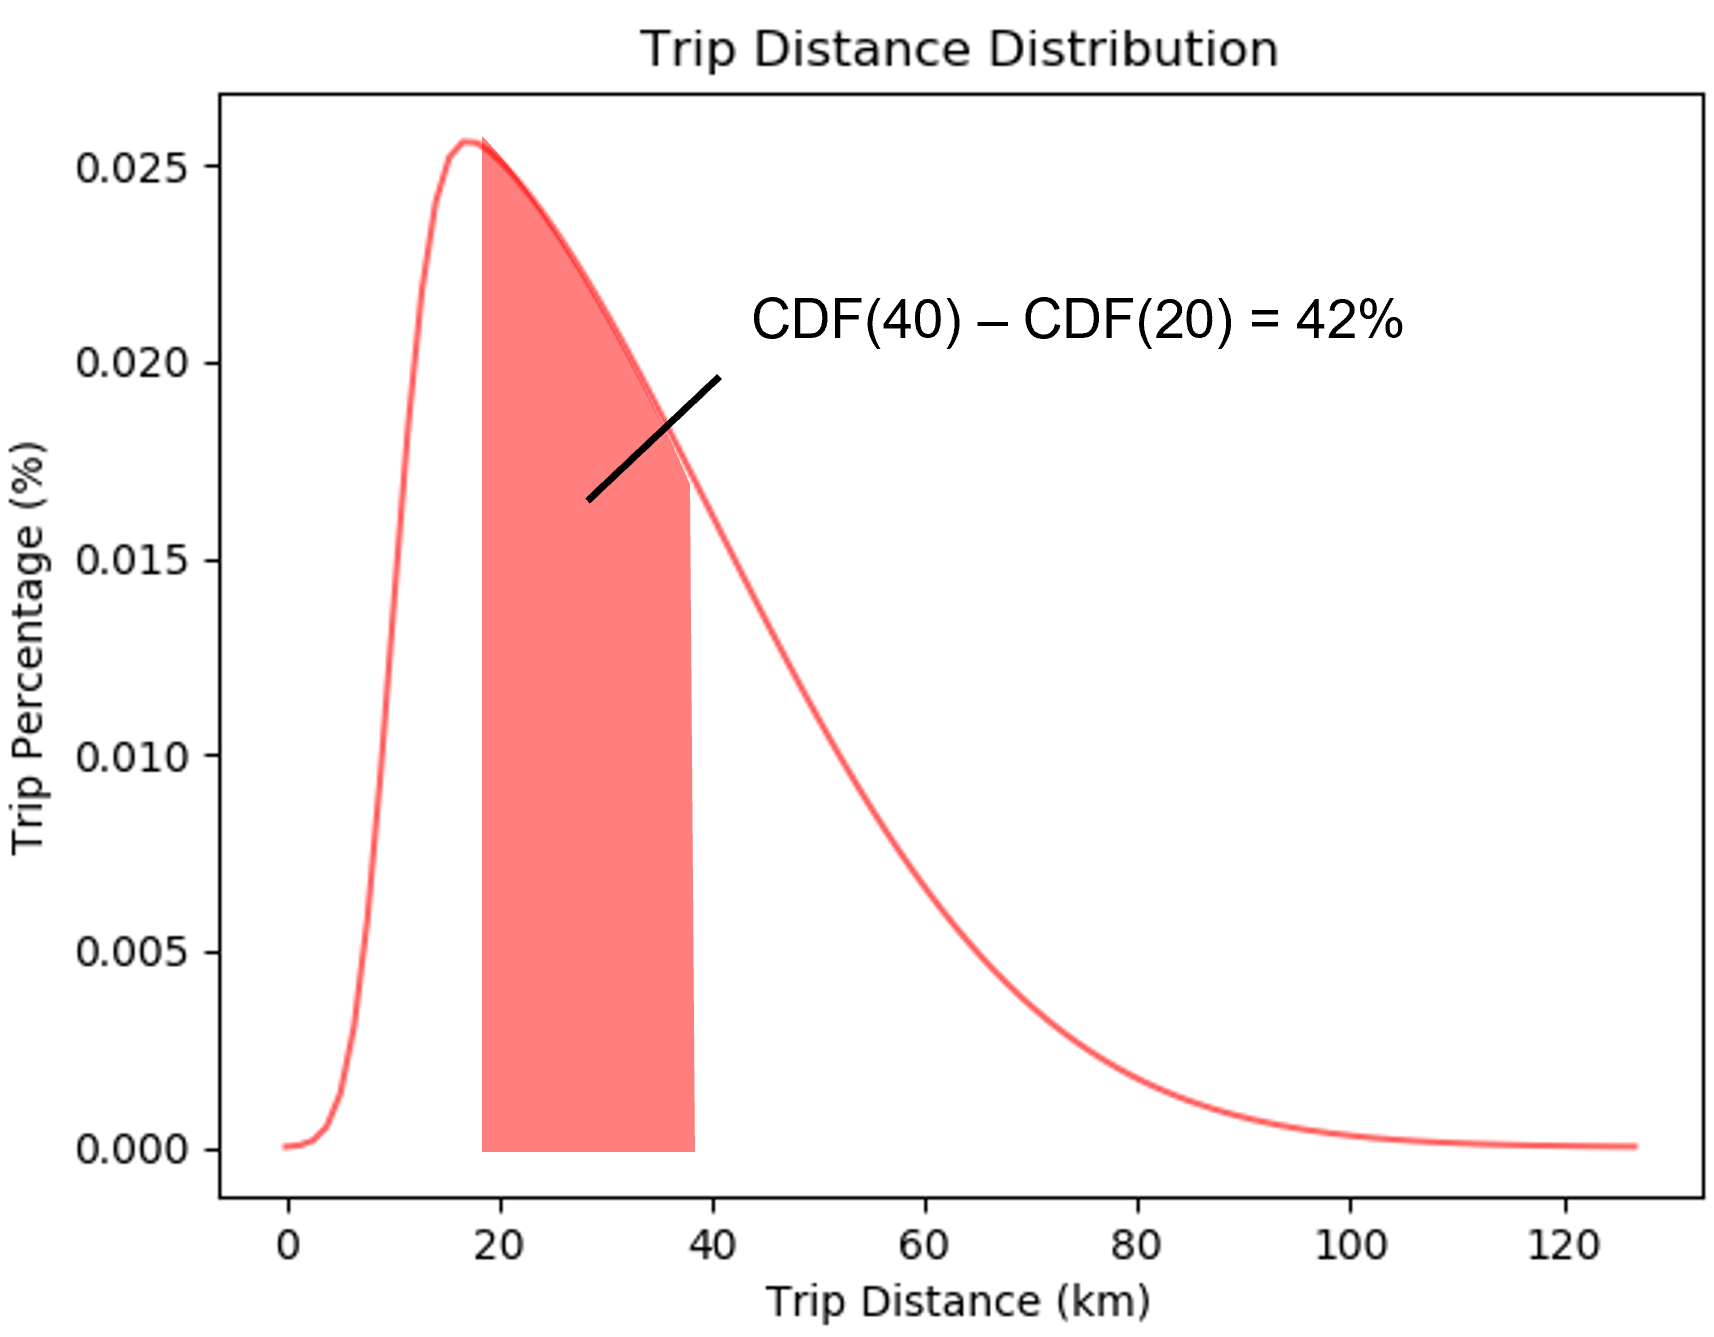 Trip Distance Distribution
Trip Percentage (%)
0.025
0.020
0.015
0.010
0.005
0.000
CDF(40) – CDF(20) = 42%
0 20 40 60 80 100 120
Trip Distance (km)